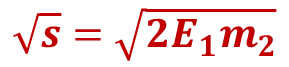 √s = √2E₁m₂